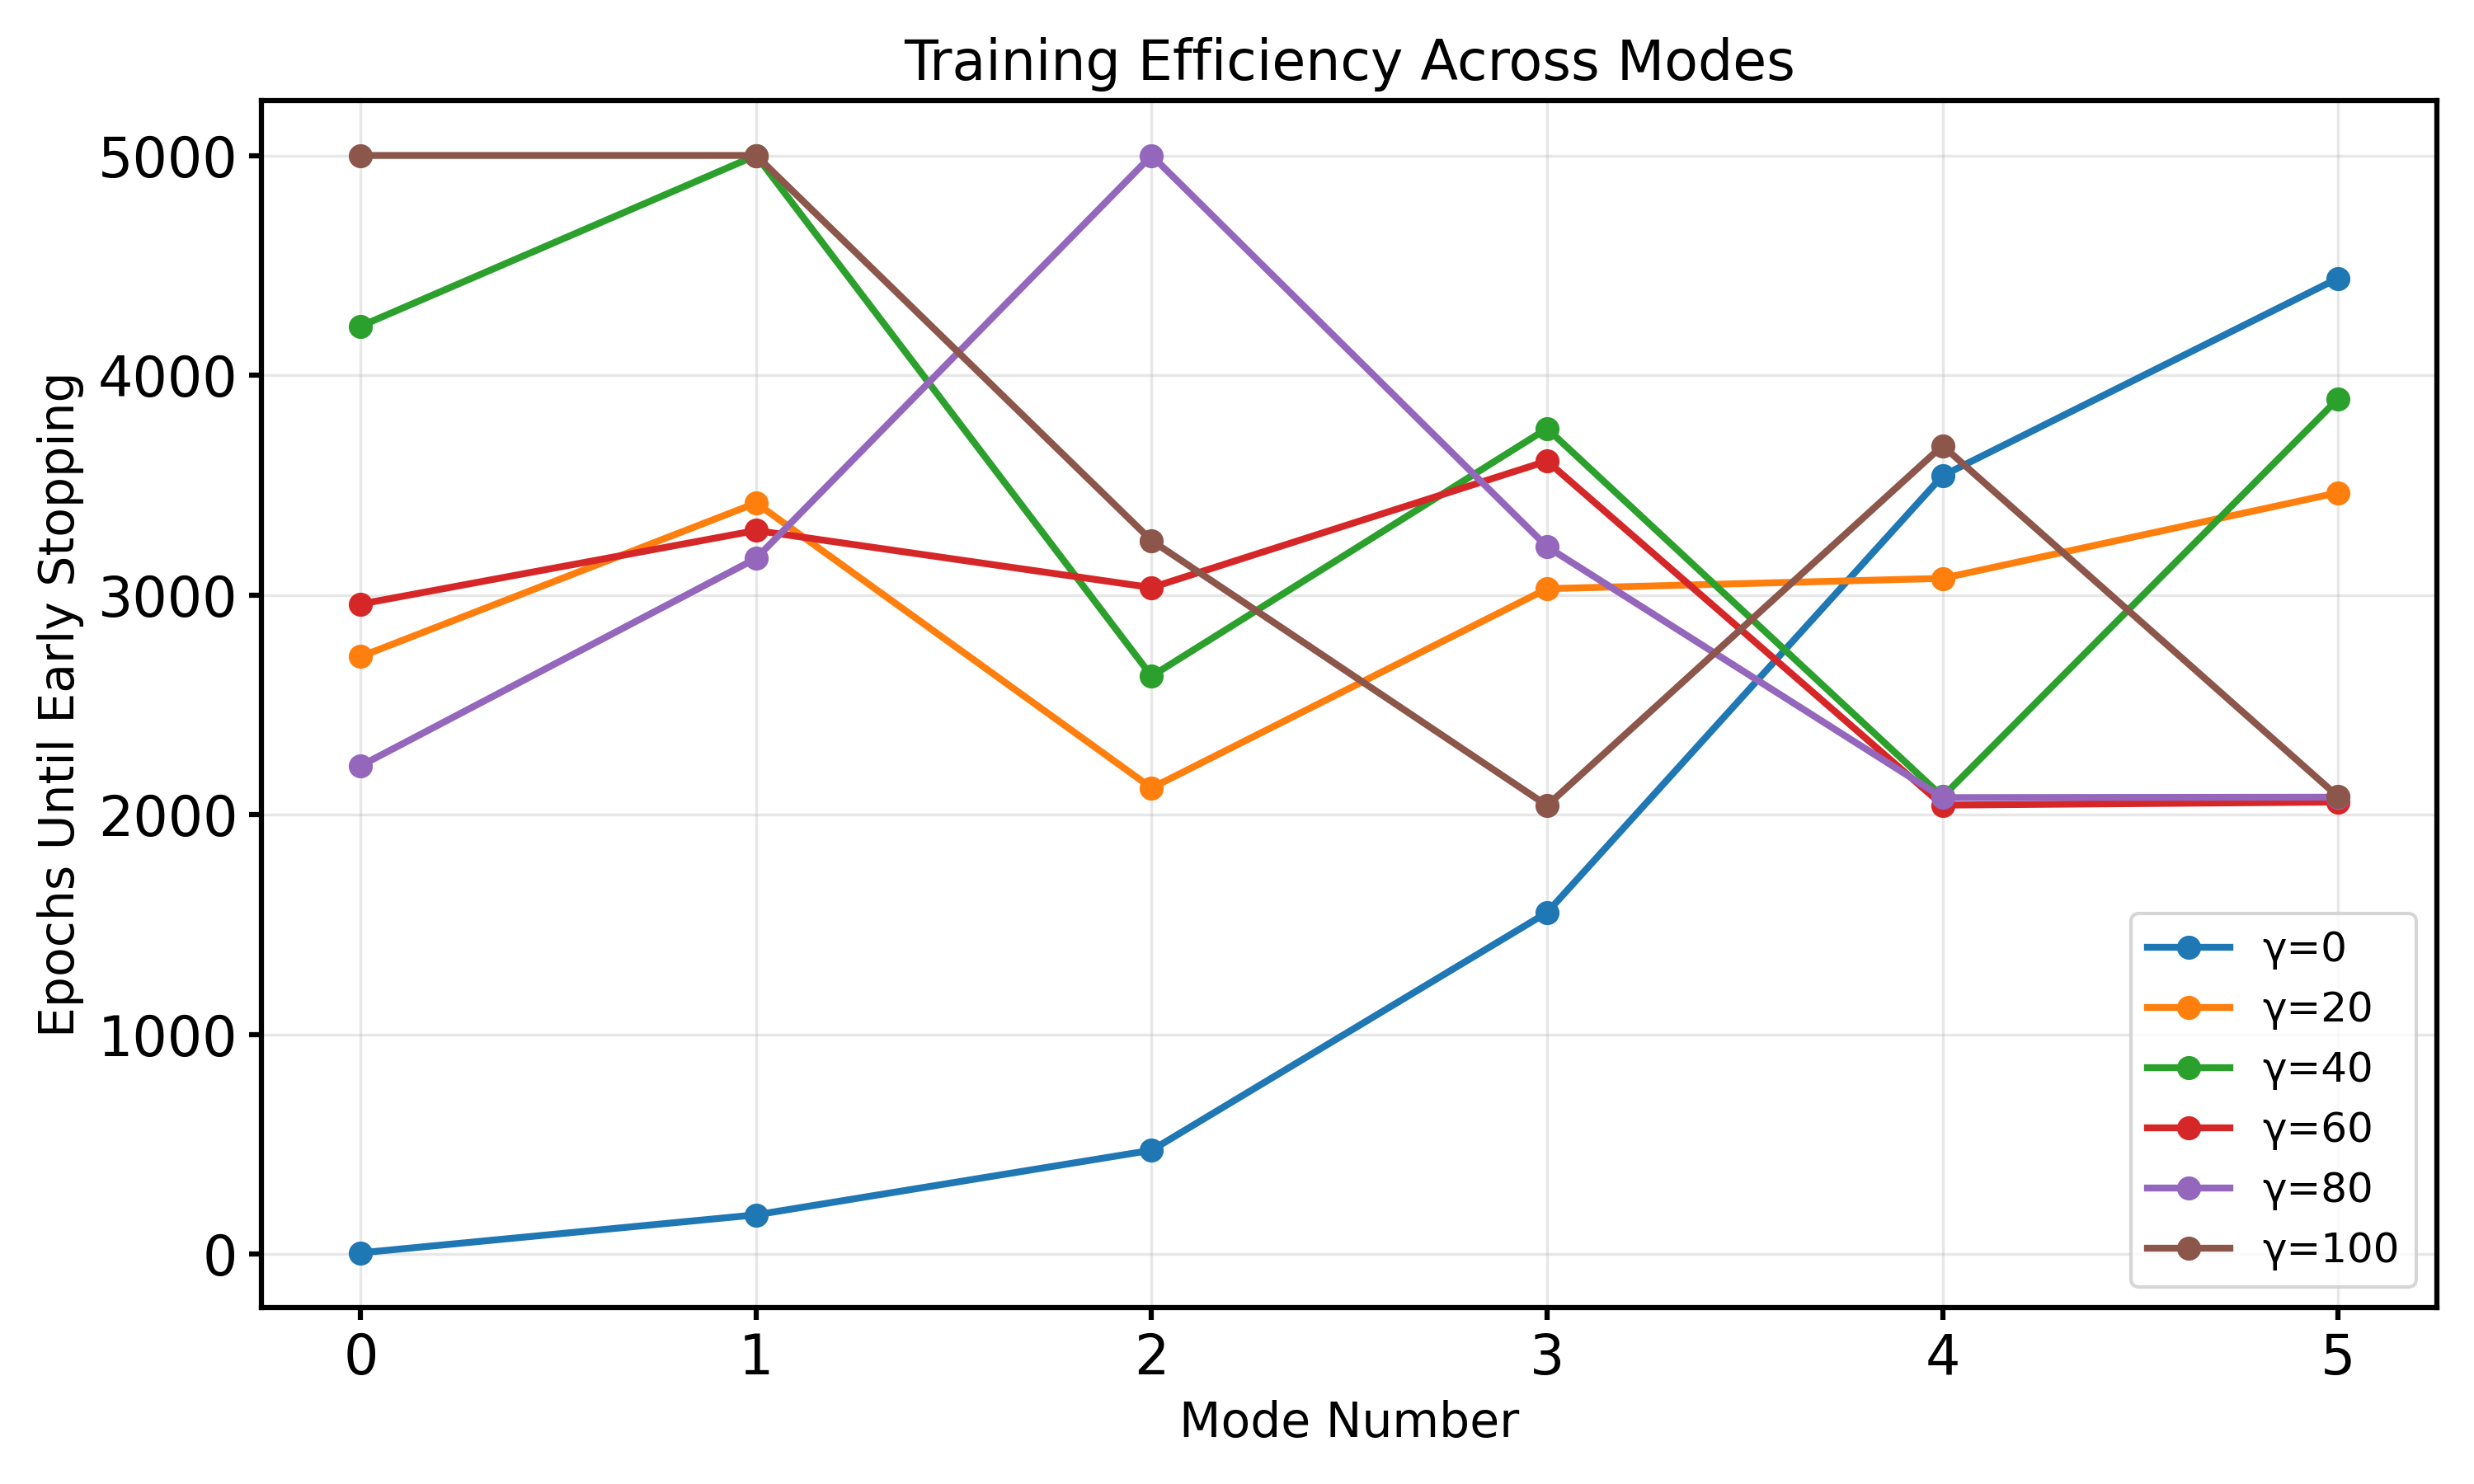 Training Efficiency Across Modes
Epochs Until Early Stopping
5000
4000
3000
2000
1000
0
0 1 2 3 4 5
Mode Number
γ=0
γ=20
γ=40
γ=60
γ=80
γ=100